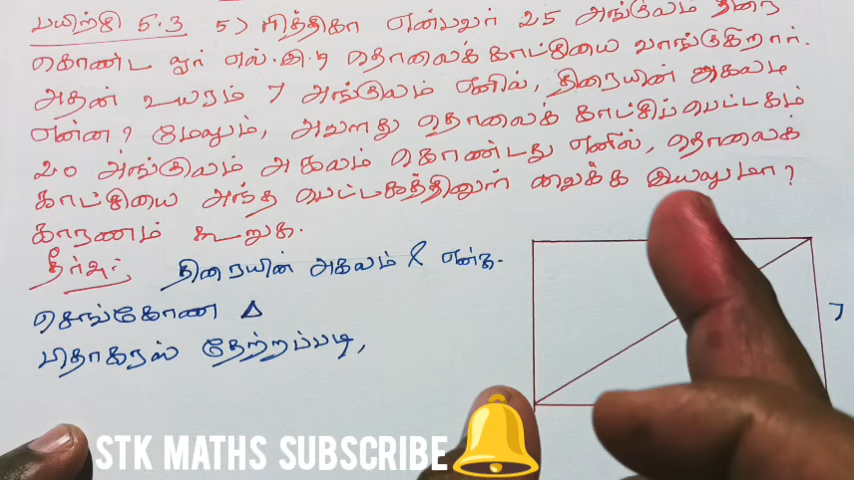 பயிற்சி 5.3 5) ரித்திகா என்பவர் 25 அங்குலம் திரை
கொண்ட ஓர் எல்.இ.டி தொலைக்காட்சியை வாங்குகிறார்.
அதன் உயரம் 7 அங்குலம் எனில், திரையின் அகலம்
என்ன? மேலும், அவளது தொலைக் காட்சிப்பெட்டகம்
20 அங்குலம் அகலம் கொண்டது எனில், தொலைக்
காட்சியை அந்த பெட்டகத்தினுள் வைக்க இயலுமா?
காரணம் கூறுக.
தீர்வு திரையின் அகலம் x என்க.
செங்கோண Δ
பிதாகரஸ் தேற்றப்படி,
7
STK MATHS SUBSCRIBE